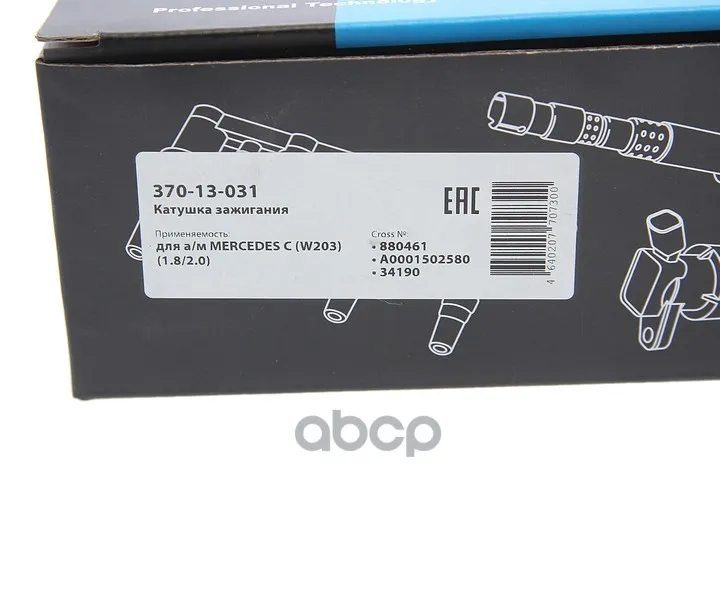 Professional Technology
370-13-031
Катушка зажигания
Применяемость:
для а/м MERCEDES C (W203)
(1.8/2.0)
Cross №:
• 880461
• A0001502580
• 34190
EAC
4 640207 707300
abcp